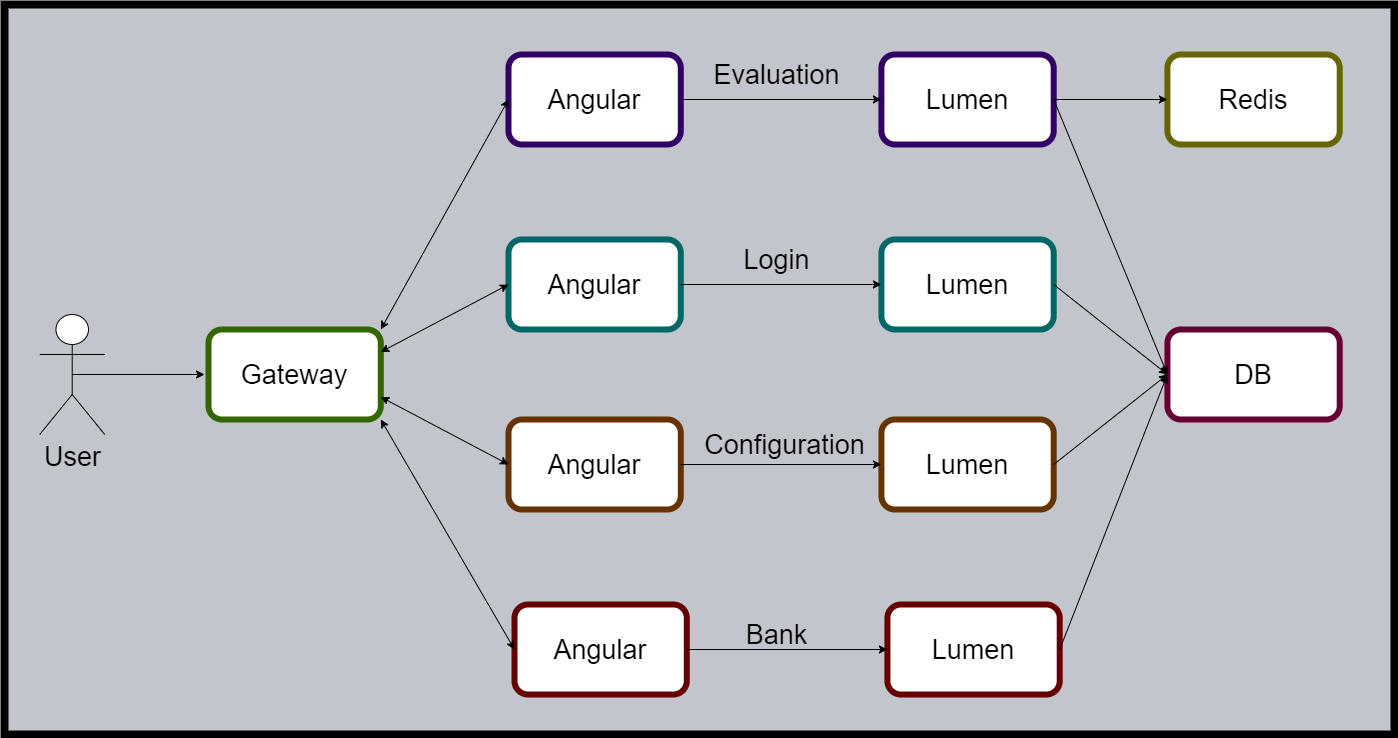 Angular
Evaluation
Lumen
Redis
Angular
Login
Lumen
User
Gateway
DB
Angular
Configuration
Lumen
Angular
Bank
Lumen